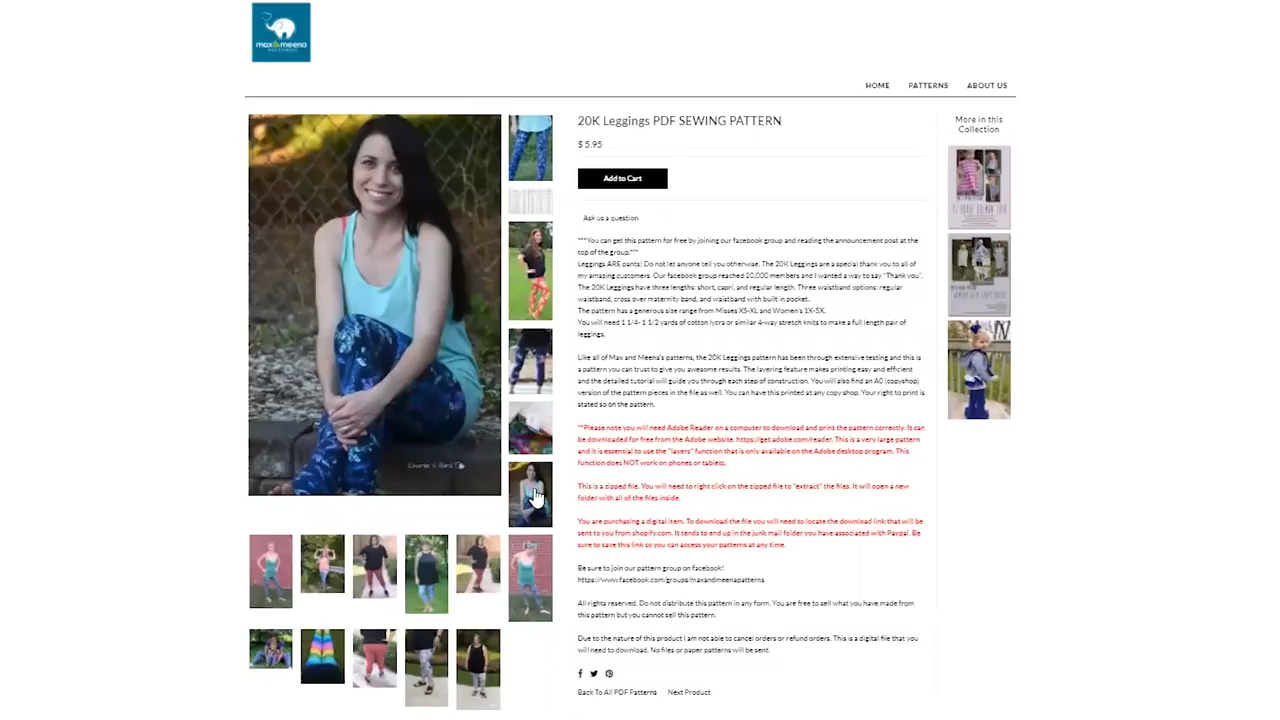 max&meena
HOME PATTERNS ABOUT US
20K Leggings PDF SEWING PATTERN
$ 5.95
Add to Cart
Ask us a question
***You can get this pattern for free by joining our facebook group and reading the announcement post at the
top of the group.***
Leggings ARE pants! Do not let anyone tell you otherwise. The 20K Leggings are a special thank you to all of
my amazing customers. Our facebook group reached 20,000 members and I wanted a way to say "Thank you".
The 20K Leggings have three lengths: short, capri, and regular length. Three waistband options: regular
waistband, cross over maternity band, and waistband with built in pocket.
The pattern has a generous size range from Misses XS-XL and Women's 1X-5X.
You will need 1 1/4- 1 1/2 yards of cotton lycra or similar 4-way stretch knits to make a full length pair of
leggings.
Like all of Max and Meena's patterns, the 20K Leggings pattern has been through extensive testing and this is
a pattern you can trust to give you awesome results. The layering feature makes printing easy and efficient
and the detailed tutorial will guide you through each step of construction. You will also find an A0 (copyshop)
version of the pattern pieces in the file as well. You can have this printed at any copy shop. Your right to print is
stated so on the pattern.
**Please note you will need Adobe Reader on a computer to download and print the pattern correctly. It can
be downloaded for free from the Adobe website, https://get.adobe.com/reader. This is a very large pattern
and it is essential to use the "layers" function that is only available on the Adobe desktop program. This
function does NOT work on phones or tablets.
This is a zipped file. You will need to right click on the zipped file to "extract" the files. It will open a new
folder with all of the files inside.
You are purchasing a digital item. To download the file you will need to locate the download link that will be
sent to you from shopify.com. It tends to end up in the junk mail folder you have associated with Paypal. Be
sure to save this link so you can access your patterns at any time.
Be sure to join our pattern group on facebook!
https://www.facebook.com/groups/maxandmeenapatterns
All rights reserved. Do not distribute this pattern in any form. You are free to sell what you have made from
this pattern but you cannot sell this pattern.
Due to the nature of this product I am not able to cancel orders or refund orders. This is a digital file that you
will need to download. No files or paper patterns will be sent.
Back To All PDF Patterns Next Product
More in this
Collection